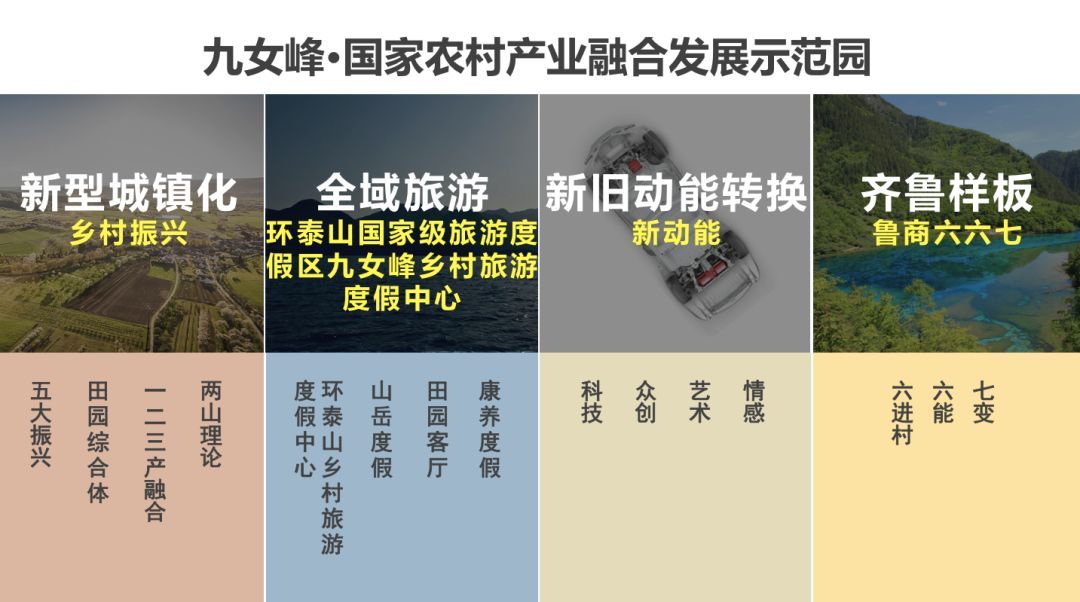 九女峰·国家农村产业融合发展示范园
新型城镇化
乡村振兴
全域旅游
环泰山国家级旅游度
假区九女峰乡村旅游
度假中心
新旧动能转换
新动能
齐鲁样板
鲁商六六七
五大振兴
田园综合体
一二三产融合
两山理论
环泰山乡村旅游
度假中心
山岳度假
田园客厅
康养度假
科技
众创
艺术
情感
六进村
六能
七变